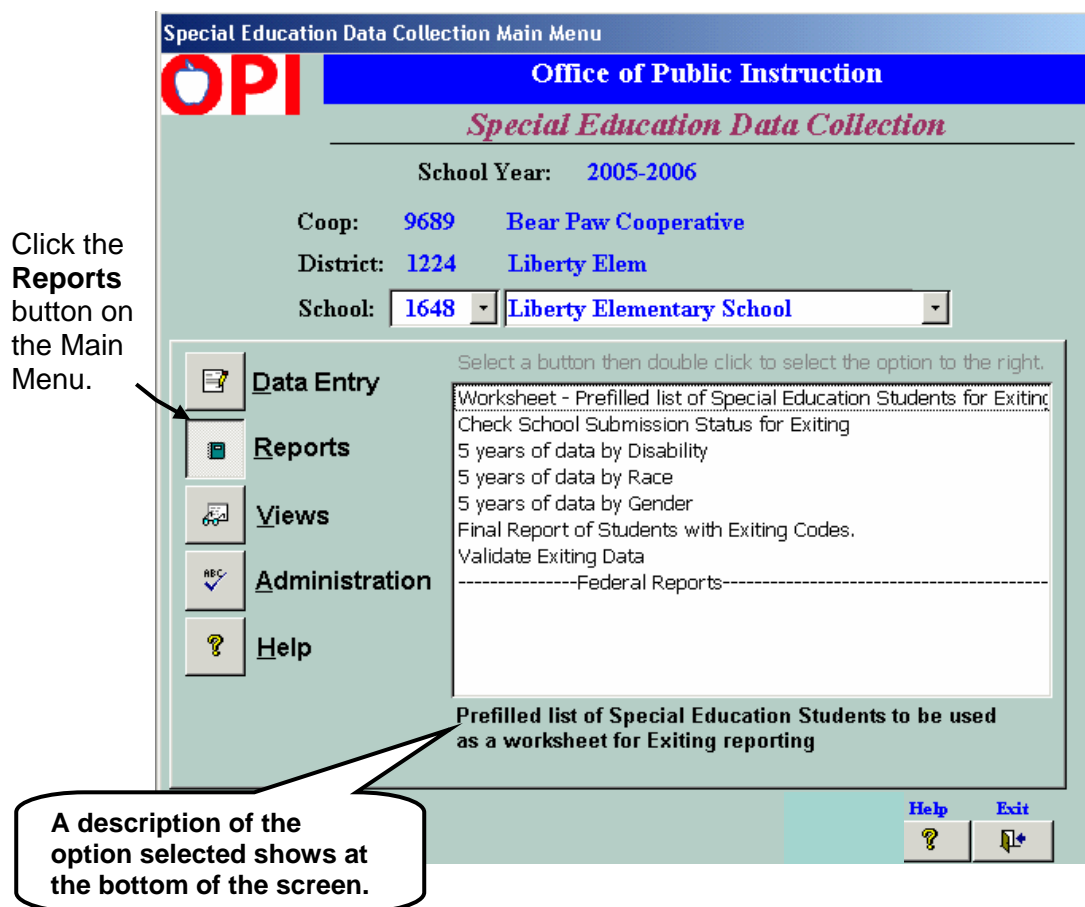 Special Education Data Collection Main Menu
OPI
Office of Public Instruction
Special Education Data Collection
School Year: 2005-2006
Coop: 9689 Bear Paw Cooperative
District: 1224 Liberty Elem
School: 1648 Liberty Elementary School
Click the
Reports
button on
the Main
Menu.
Select a button then double click to select the option to the right.
Data Entry
Reports
Views
ABC
Administration
Help
Worksheet - Prefilled list of Special Education Students for Exiting
Check School Submission Status for Exiting
5 years of data by Disability
5 years of data by Race
5 years of data by Gender
Final Report of Students with Exiting Codes.
Validate Exiting Data
---------------Federal Reports-----------------------------------------
Prefilled list of Special Education Students to be used
as a worksheet for Exiting reporting
A description of the
option selected shows at
the bottom of the screen.
Help Exit